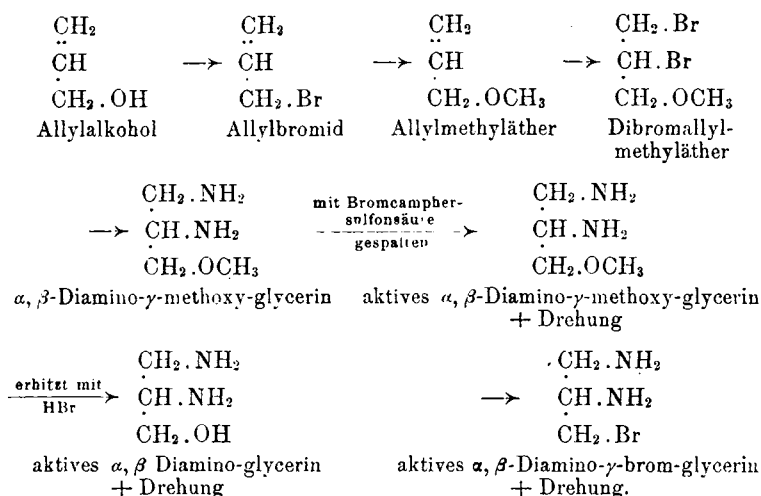 CH₂ CH₂ CH₂ CH₂.Br
CH → CH → CH → CH.Br
CH₂.OH CH₂.Br CH₂.OCH₃ CH₂.OCH₃
Allylalkohol Allylbromid Allylmethyläther Dibromallyl-
methyläther
CH₂.NH₂ mit Bromcampher- CH₂.NH₂
→ CH.NH₂ sulfonsäure → CH.NH₂
gespalten
CH₂.OCH₃ CH₂.OCH₃
α, β-Diamino-γ-methoxy-glycerin aktives α, β-Diamino-γ-methoxy-glycerin
+ Drehung
CH₂.NH₂ CH₂.NH₂
erhitzt mit → CH.NH₂ → CH.NH₂
HBr
CH₂.OH CH₂.Br
aktives α, β Diamino-glycerin aktives α, β-Diamino-γ-brom-glycerin
+ Drehung + Drehung.